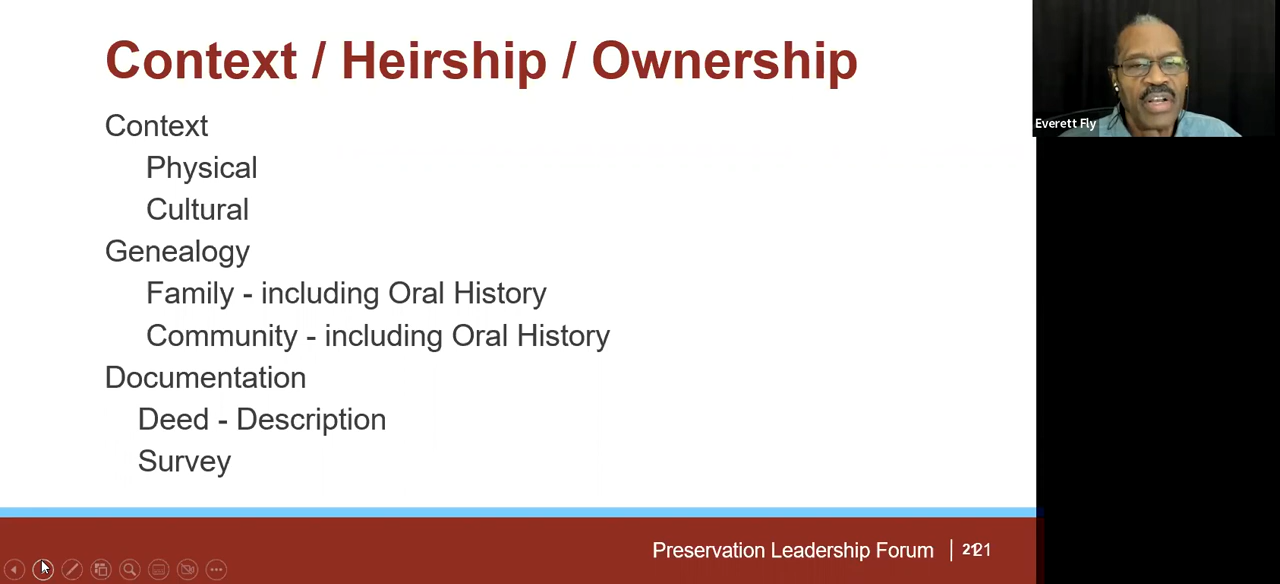 Context / Heirship / Ownership
Context
Physical
Cultural
Genealogy
Family - including Oral History
Community - including Oral History
Documentation
Deed - Description
Survey
Everett Fly
Preservation Leadership Forum
21